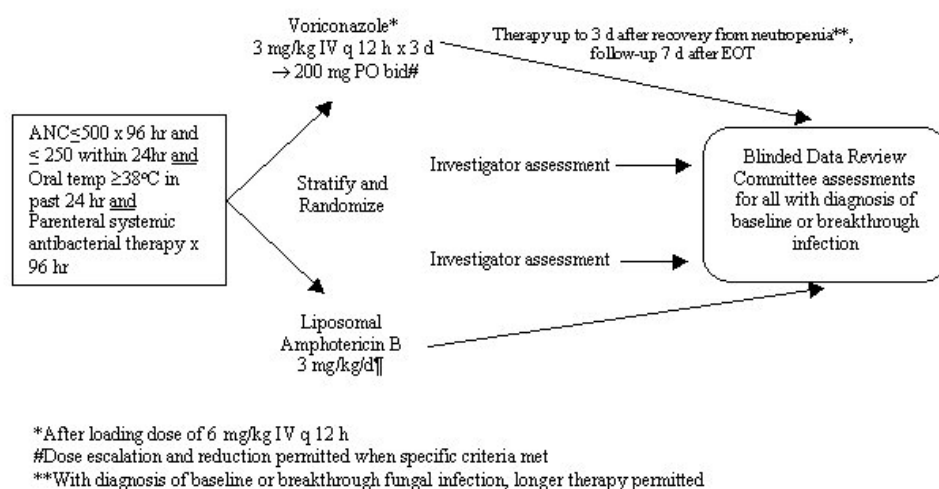 Voriconazole*
3 mg/kg IV q 12 h x 3 d
→ 200 mg PO bid#
Therapy up to 3 d after recovery from neutropenia**,
follow-up 7 d after EOT
ANC≤500 x 96 hr and
≤ 250 within 24hr and
Oral temp ≥38°C in
past 24 hr and
Parenteral systemic
antibacterial therapy x
96 hr
Stratify and
Randomize
Investigator assessment
Investigator assessment
Blinded Data Review
Committee assessments
for all with diagnosis of
baseline or breakthrough
infection
Liposomal
Amphotericin B
3 mg/kg/d¶
*After loading dose of 6 mg/kg IV q 12 h
#Dose escalation and reduction permitted when specific criteria met
**With diagnosis of baseline or breakthrough fungal infection, longer therapy permitted